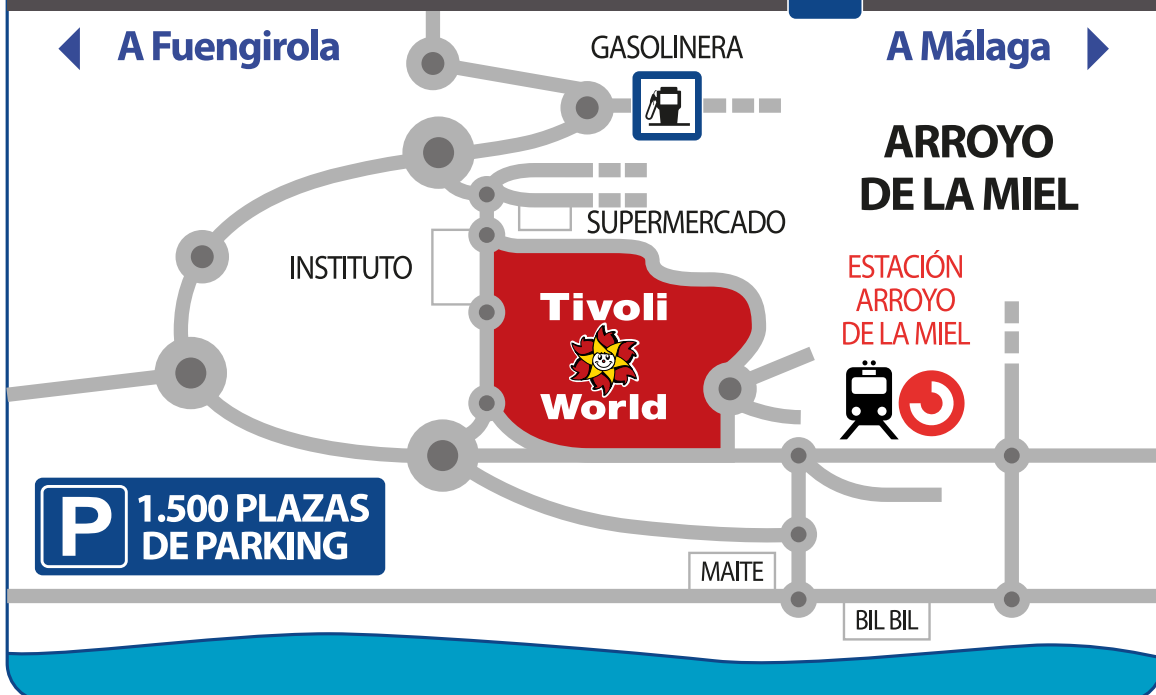 A Fuengirola
GASOLINERA
A Málaga
ARROYO
DE LA MIEL
SUPERMERCADO
INSTITUTO
ESTACIÓN
ARROYO
DE LA MIEL
Tivoli
World
P
1.500 PLAZAS
DE PARKING
MAITE
BIL BIL